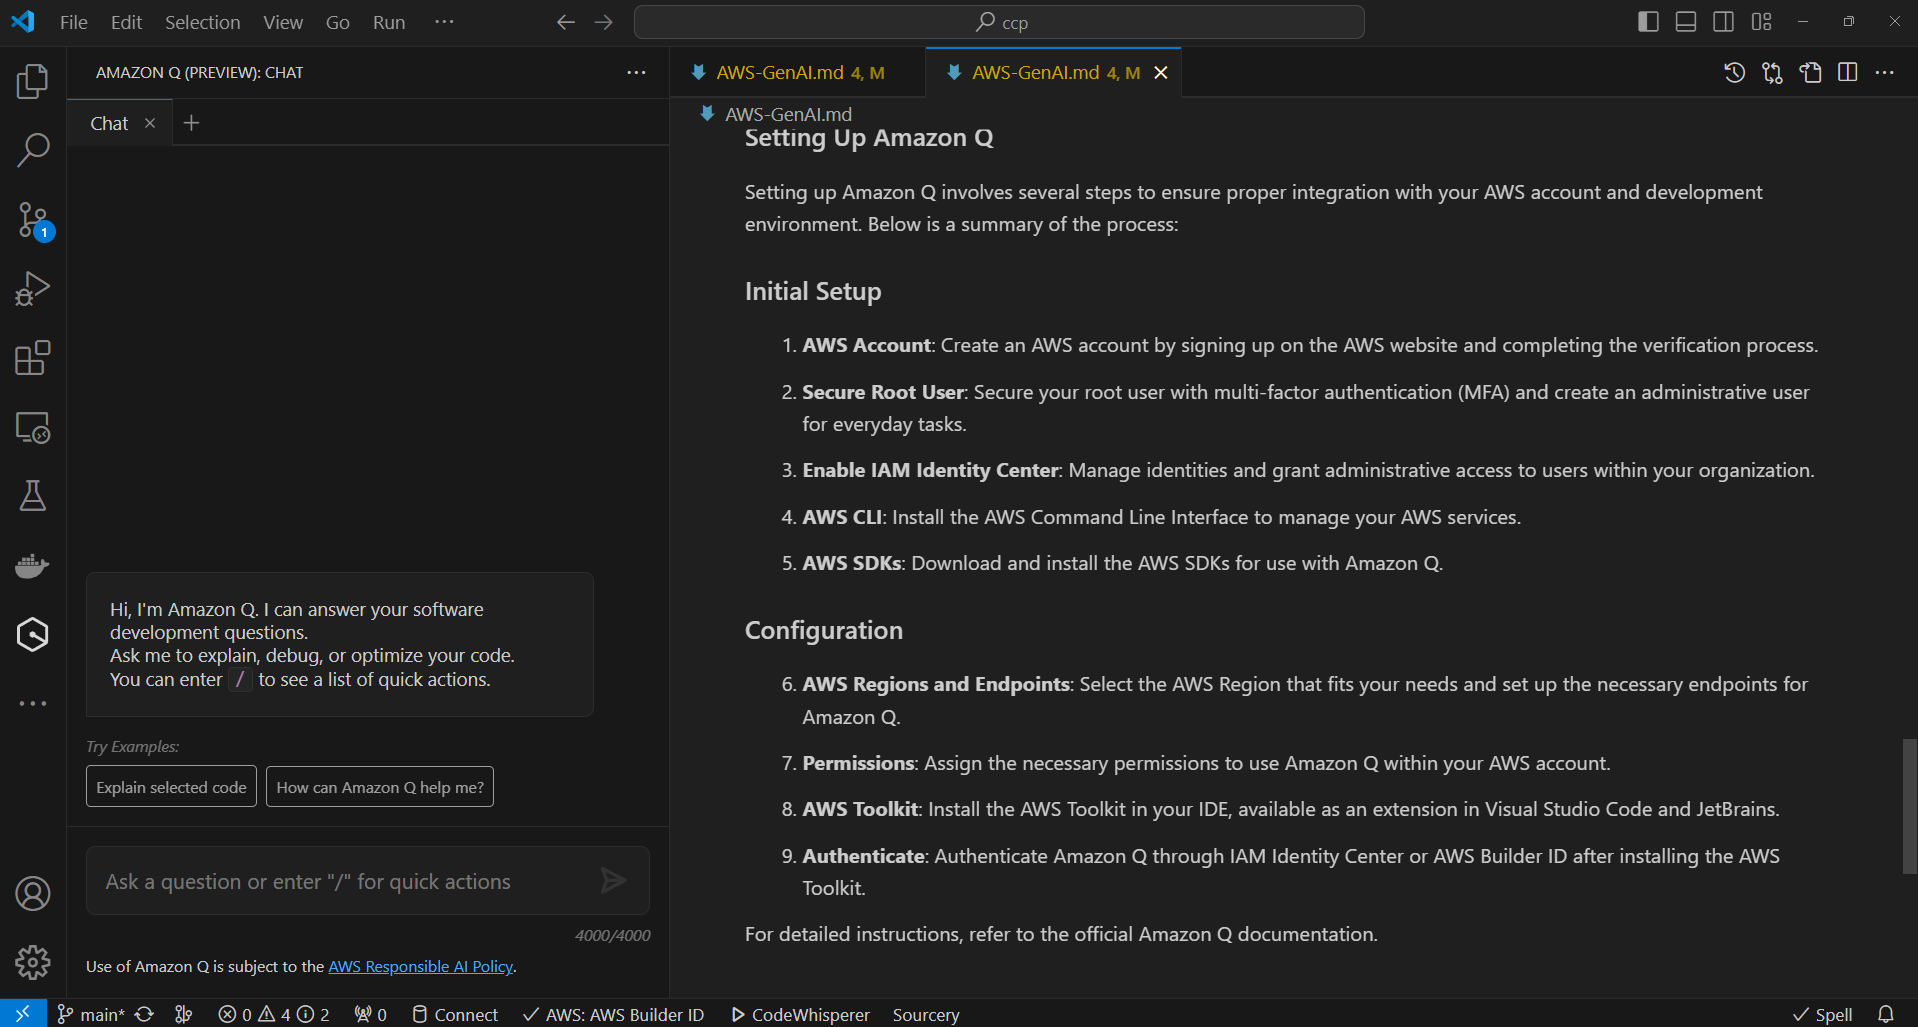 File Edit Selection View Go Run ···
ccp
AMAZON Q (PREVIEW): CHAT
Chat
Hi, I'm Amazon Q. I can answer your software
development questions.
Ask me to explain, debug, or optimize your code.
You can enter / to see a list of quick actions.
Try Examples:
Explain selected code
How can Amazon Q help me?
Ask a question or enter "/" for quick actions
4000/4000
Use of Amazon Q is subject to the AWS Responsible AI Policy.
1
AWS-GenAI.md 4, M
AWS-GenAI.md 4, M
AWS-GenAI.md
Setting Up Amazon Q
Setting up Amazon Q involves several steps to ensure proper integration with your AWS account and development
environment. Below is a summary of the process:
Initial Setup
1. AWS Account: Create an AWS account by signing up on the AWS website and completing the verification process.
2. Secure Root User: Secure your root user with multi-factor authentication (MFA) and create an administrative user
for everyday tasks.
3. Enable IAM Identity Center: Manage identities and grant administrative access to users within your organization.
4. AWS CLI: Install the AWS Command Line Interface to manage your AWS services.
5. AWS SDKs: Download and install the AWS SDKs for use with Amazon Q.
Configuration
6. AWS Regions and Endpoints: Select the AWS Region that fits your needs and set up the necessary endpoints for
Amazon Q.
7. Permissions: Assign the necessary permissions to use Amazon Q within your AWS account.
8. AWS Toolkit: Install the AWS Toolkit in your IDE, available as an extension in Visual Studio Code and JetBrains.
9. Authenticate: Authenticate Amazon Q through IAM Identity Center or AWS Builder ID after installing the AWS
Toolkit.
For detailed instructions, refer to the official Amazon Q documentation.
main* 0 4 2 0 Connect AWS: AWS Builder ID CodeWhisperer Sourcery Spell